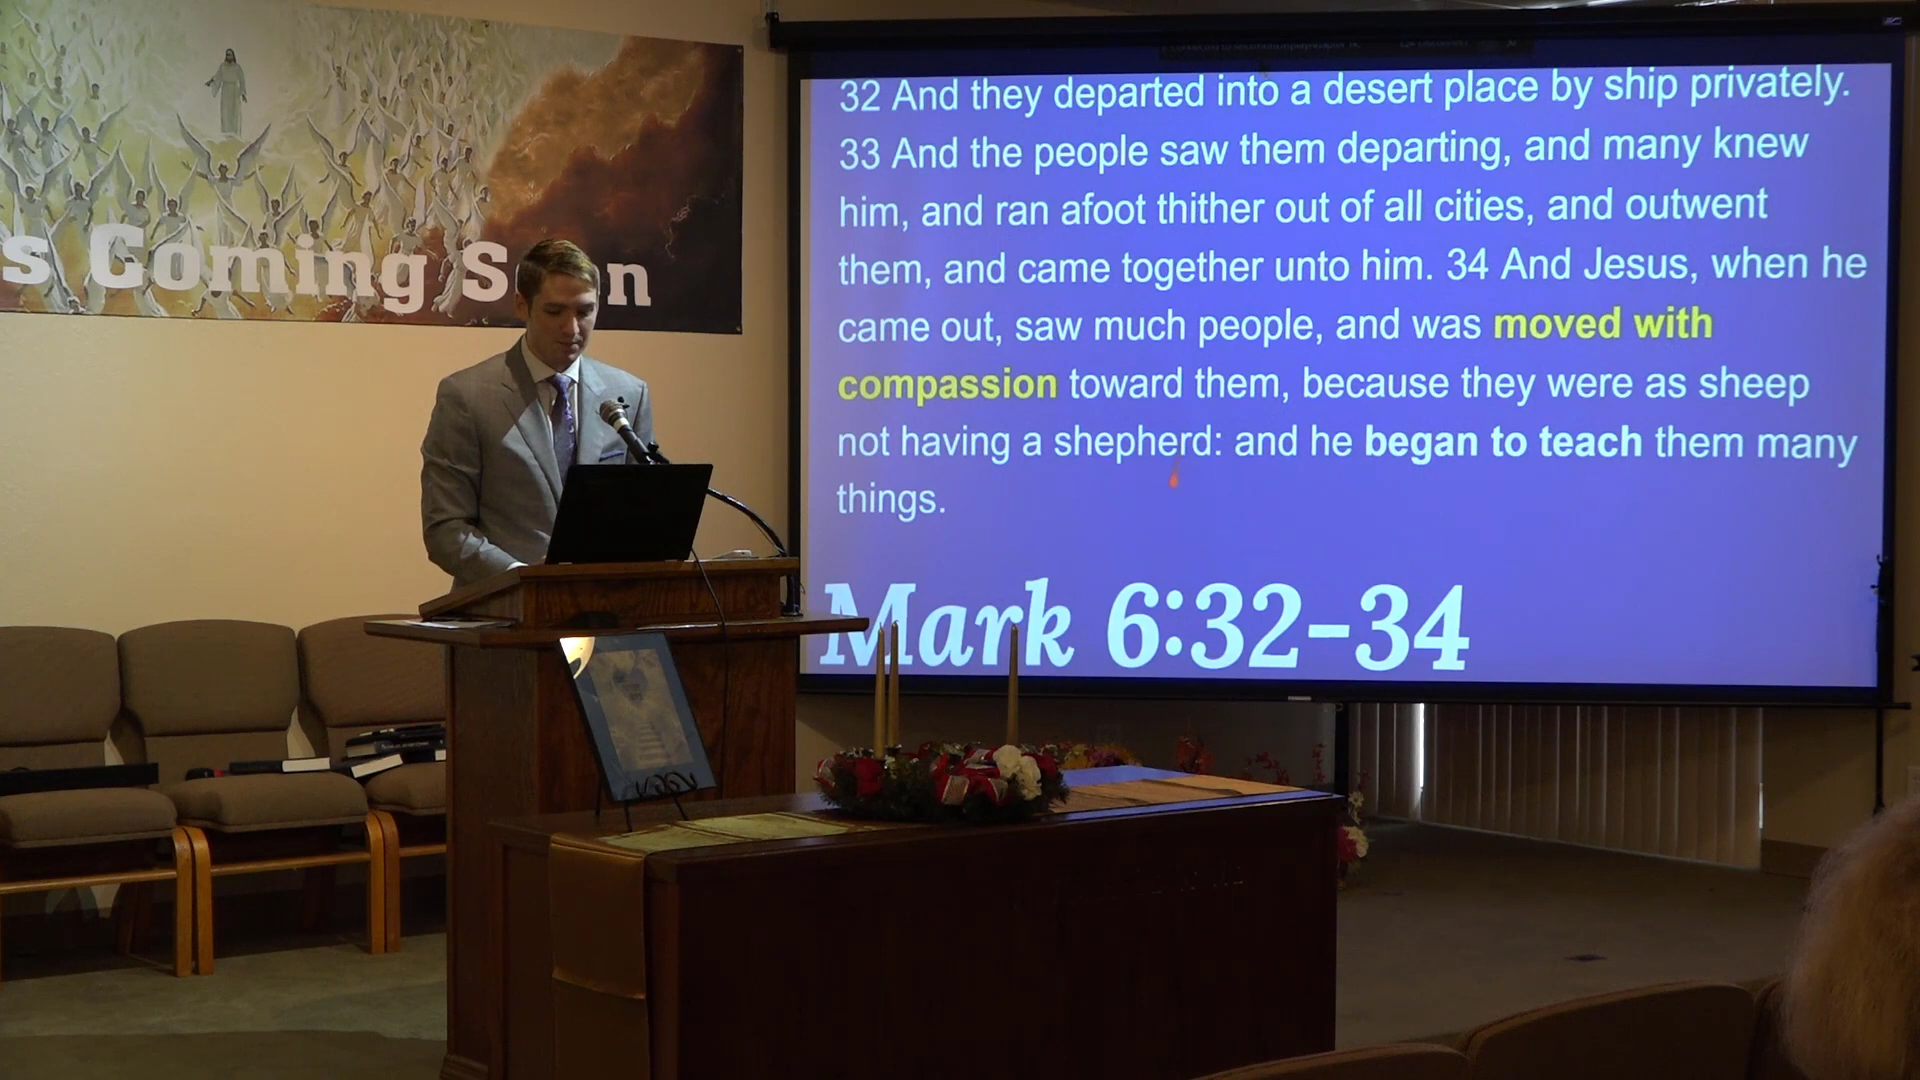 s Coming S n
32 And they departed into a desert place by ship privately.
33 And the people saw them departing, and many knew
him, and ran afoot thither out of all cities, and outwent
them, and came together unto him. 34 And Jesus, when he
came out, saw much people, and was moved with
compassion toward them, because they were as sheep
not having a shepherd: and he began to teach them many
things.
Mark 6:32-34